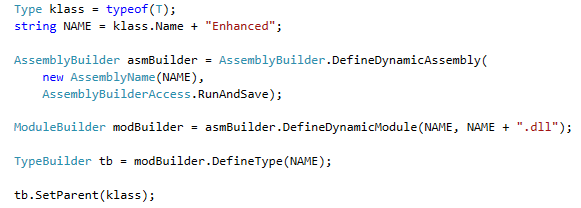 Type klass = typeof(T);
string NAME = klass.Name + "Enhanced";
AssemblyBuilder asmBuilder = AssemblyBuilder.DefineDynamicAssembly(
new AssemblyName(NAME),
AssemblyBuilderAccess.RunAndSave);
ModuleBuilder modBuilder = asmBuilder.DefineDynamicModule(NAME, NAME + ".dll");
TypeBuilder tb = modBuilder.DefineType(NAME);
tb.SetParent(klass);